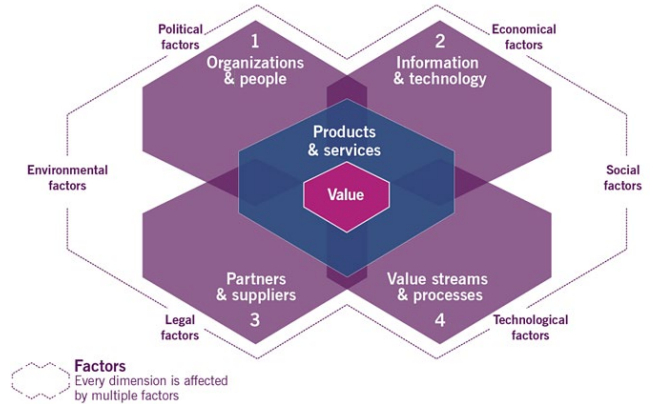 Political
factors
Economical
factors
1
Organizations
& people
2
Information
& technology
Products
& services
Environmental
factors
Value
Social
factors
Partners
& suppliers
3
Value streams
& processes
4
Legal
factors
Technological
factors
Factors
Every dimension is affected
by multiple factors